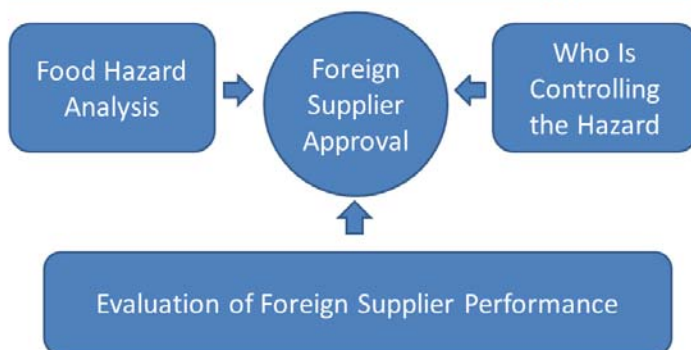 Food Hazard
Analysis
Foreign
Supplier
Approval
Who Is
Controlling
the Hazard
Evaluation of Foreign Supplier Performance